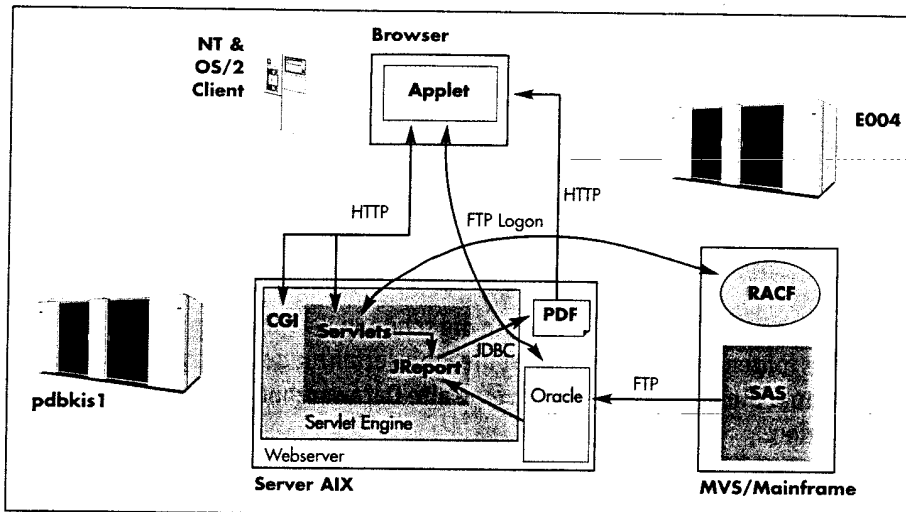 Browser
NT &
OS/2
Client
Applet
E004
HTTP
FTP Logon
HTTP
RACF
CGI
Servlets
PDF
JDBC
JReport
Oracle
FTP
SAS
pdbkis1
Servlet Engine
Webserver
Server AIX
MVS/Mainframe